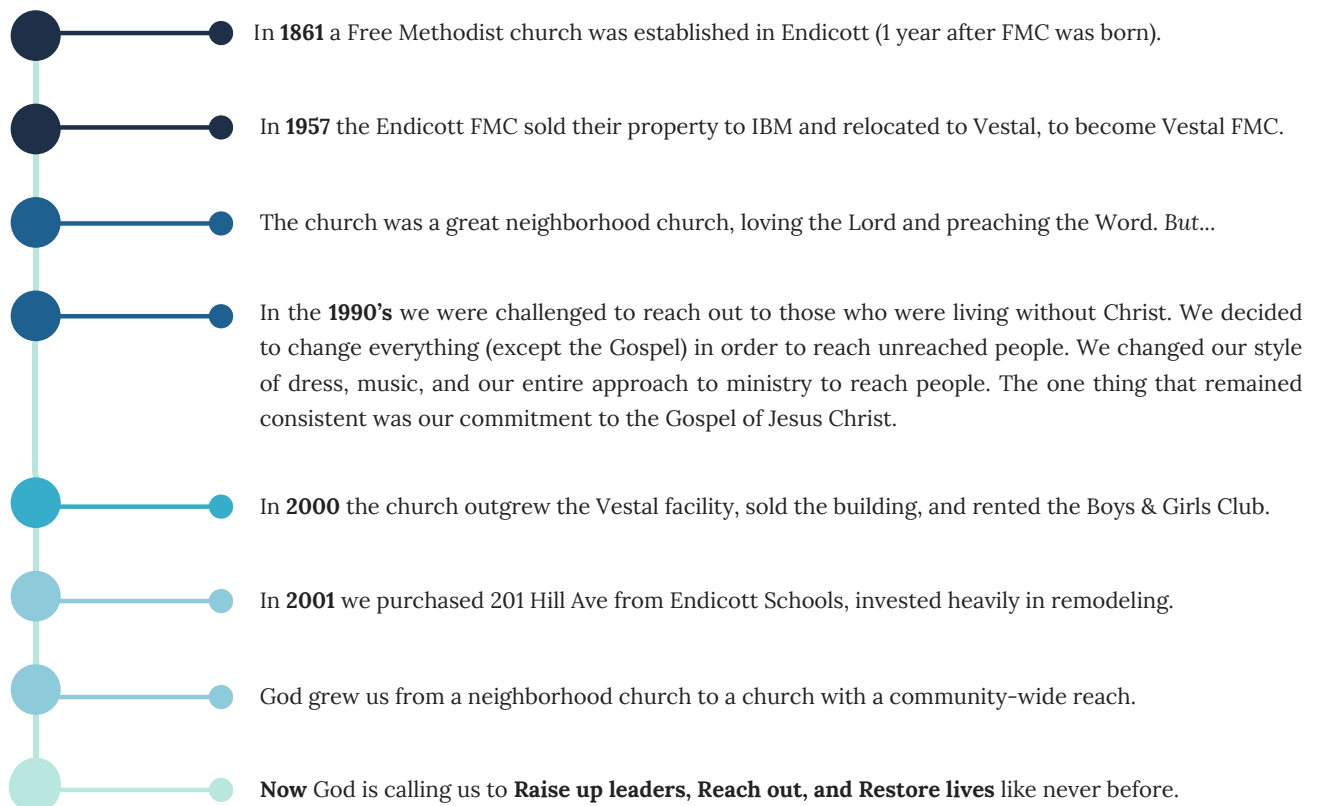 In 1861 a Free Methodist church was established in Endicott (1 year after FMC was born).
In 1957 the Endicott FMC sold their property to IBM and relocated to Vestal, to become Vestal FMC.
The church was a great neighborhood church, loving the Lord and preaching the Word. But...
In the 1990’s we were challenged to reach out to those who were living without Christ. We decided
to change everything (except the Gospel) in order to reach unreached people. We changed our style
of dress, music, and our entire approach to ministry to reach people. The one thing that remained
consistent was our commitment to the Gospel of Jesus Christ.
In 2000 the church outgrew the Vestal facility, sold the building, and rented the Boys & Girls Club.
In 2001 we purchased 201 Hill Ave from Endicott Schools, invested heavily in remodeling.
God grew us from a neighborhood church to a church with a community-wide reach.
Now God is calling us to Raise up leaders, Reach out, and Restore lives like never before.